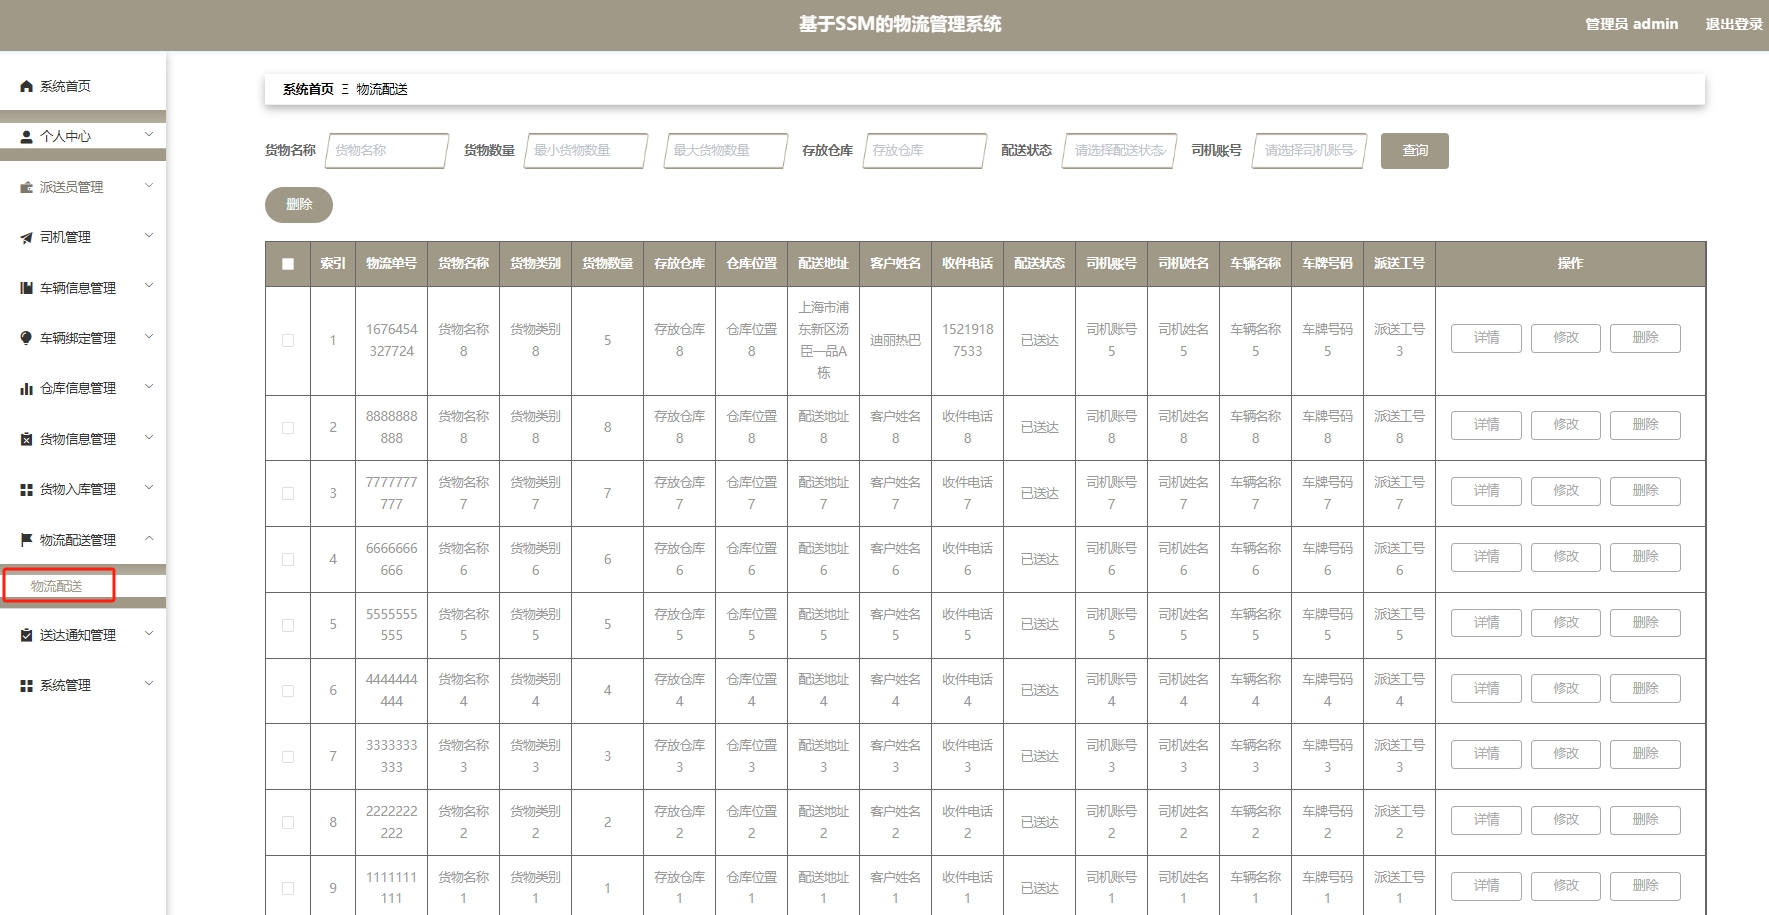 基于SSM的物流管理系统
管理员 admin
退出登录
系统首页
个人中心
派送员管理
司机管理
车辆信息管理
车辆绑定管理
仓库信息管理
货物信息管理
货物入库管理
物流配送管理
物流配送
送达通知管理
系统管理
系统首页 Ξ 物流配送
货物名称 货物名称 货物数量 最小货物数量 最大货物数量 存放仓库 存放仓库 配送状态 请选择配送状态 司机账号 请选择司机账号 查询
删除
索引 物流单号 货物名称 货物类别 货物数量 存放仓库 仓库位置 配送地址 客户姓名 收件电话 配送状态 司机账号 司机姓名 车辆名称 车牌号码 派送工号 操作
1 1676454327724 货物名称8 货物类别8 5 存放仓库8 仓库位置8 上海市浦东新区汤臣一品A栋 迪丽热巴 15219187533 已送达 司机账号5 司机姓名5 车辆名称5 车牌号码5 派送工号3 详情 修改 删除
2 8888888888 货物名称8 货物类别8 8 存放仓库8 仓库位置8 配送地址8 客户姓名8 收件电话8 已送达 司机账号8 司机姓名8 车辆名称8 车牌号码8 派送工号8 详情 修改 删除
3 7777777777 货物名称7 货物类别7 7 存放仓库7 仓库位置7 配送地址7 客户姓名7 收件电话7 已送达 司机账号7 司机姓名7 车辆名称7 车牌号码7 派送工号7 详情 修改 删除
4 6666666666 货物名称6 货物类别6 6 存放仓库6 仓库位置6 配送地址6 客户姓名6 收件电话6 已送达 司机账号6 司机姓名6 车辆名称6 车牌号码6 派送工号6 详情 修改 删除
5 5555555555 货物名称5 货物类别5 5 存放仓库5 仓库位置5 配送地址5 客户姓名5 收件电话5 已送达 司机账号5 司机姓名5 车辆名称5 车牌号码5 派送工号5 详情 修改 删除
6 4444444444 货物名称4 货物类别4 4 存放仓库4 仓库位置4 配送地址4 客户姓名4 收件电话4 已送达 司机账号4 司机姓名4 车辆名称4 车牌号码4 派送工号4 详情 修改 删除
7 3333333333 货物名称3 货物类别3 3 存放仓库3 仓库位置3 配送地址3 客户姓名3 收件电话3 已送达 司机账号3 司机姓名3 车辆名称3 车牌号码3 派送工号3 详情 修改 删除
8 2222222222 货物名称2 货物类别2 2 存放仓库2 仓库位置2 配送地址2 客户姓名2 收件电话2 已送达 司机账号2 司机姓名2 车辆名称2 车牌号码2 派送工号2 详情 修改 删除
9 1111111111 货物名称1 货物类别1 1 存放仓库1 仓库位置1 配送地址1 客户姓名1 收件电话1 已送达 司机账号1 司机姓名1 车辆名称1 车牌号码1 派送工号1 详情 修改 删除